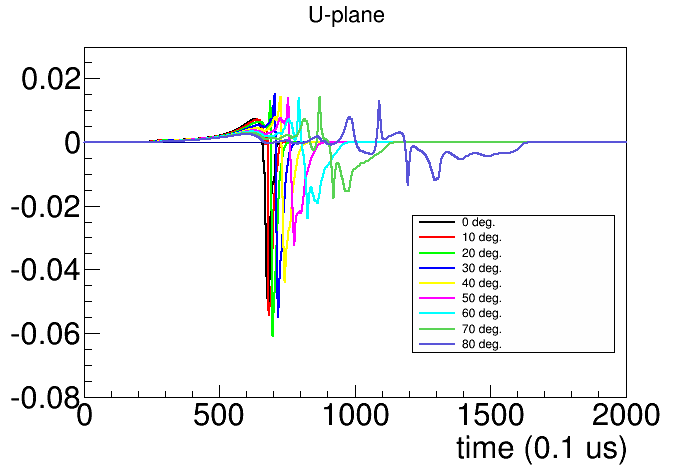 U-plane
0.02
0
-0.02
-0.04
-0.06
-0.08
0 500 1000 1500 2000
time (0.1 us)
0 deg.
10 deg.
20 deg.
30 deg.
40 deg.
50 deg.
60 deg.
70 deg.
80 deg.